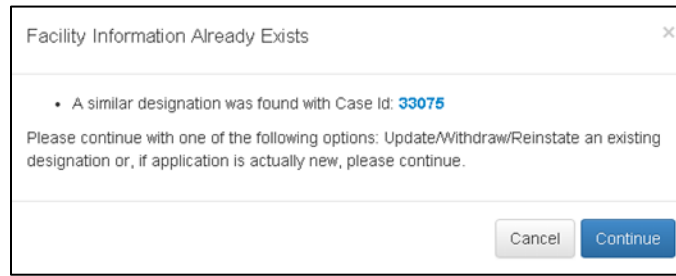 Facility Information Already Exists ×
• A similar designation was found with Case Id: 33075
Please continue with one of the following options: Update/Withdraw/Reinstate an existing
designation or, if application is actually new, please continue.
Cancel Continue